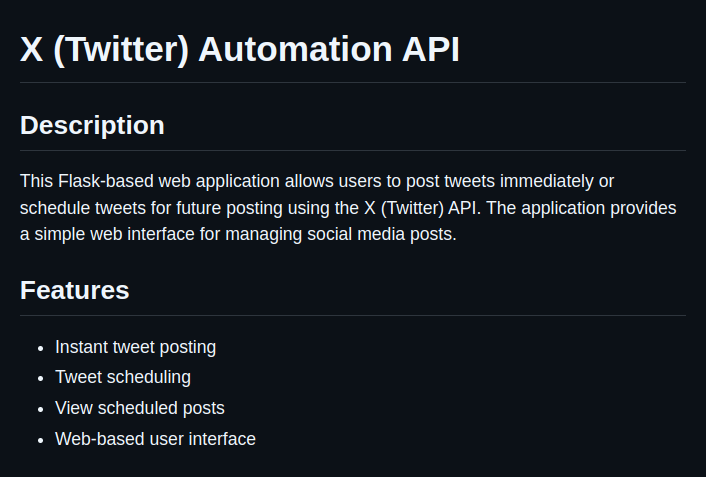 X (Twitter) Automation API
Description
This Flask-based web application allows users to post tweets immediately or
schedule tweets for future posting using the X (Twitter) API. The application provides
a simple web interface for managing social media posts.
Features
• Instant tweet posting
• Tweet scheduling
• View scheduled posts
• Web-based user interface